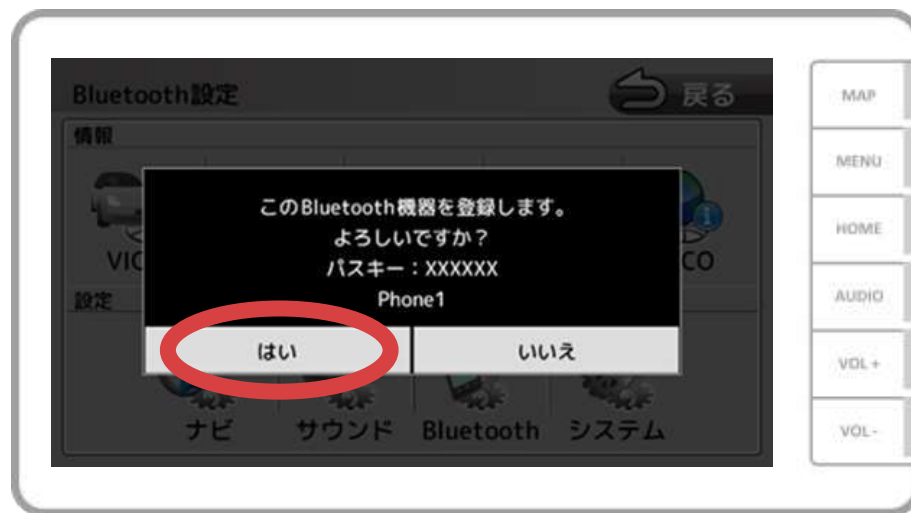 Bluetooth設定
戻る
情報
このBluetooth機器を登録します。
よろしいですか？
パスキー：XXXXXX
Phone1
はい
いいえ
VIC
CO
設定
ナビ
サウンド
Bluetooth
システム
MAP
MENU
HOME
AUDIO
VOL +
VOL -